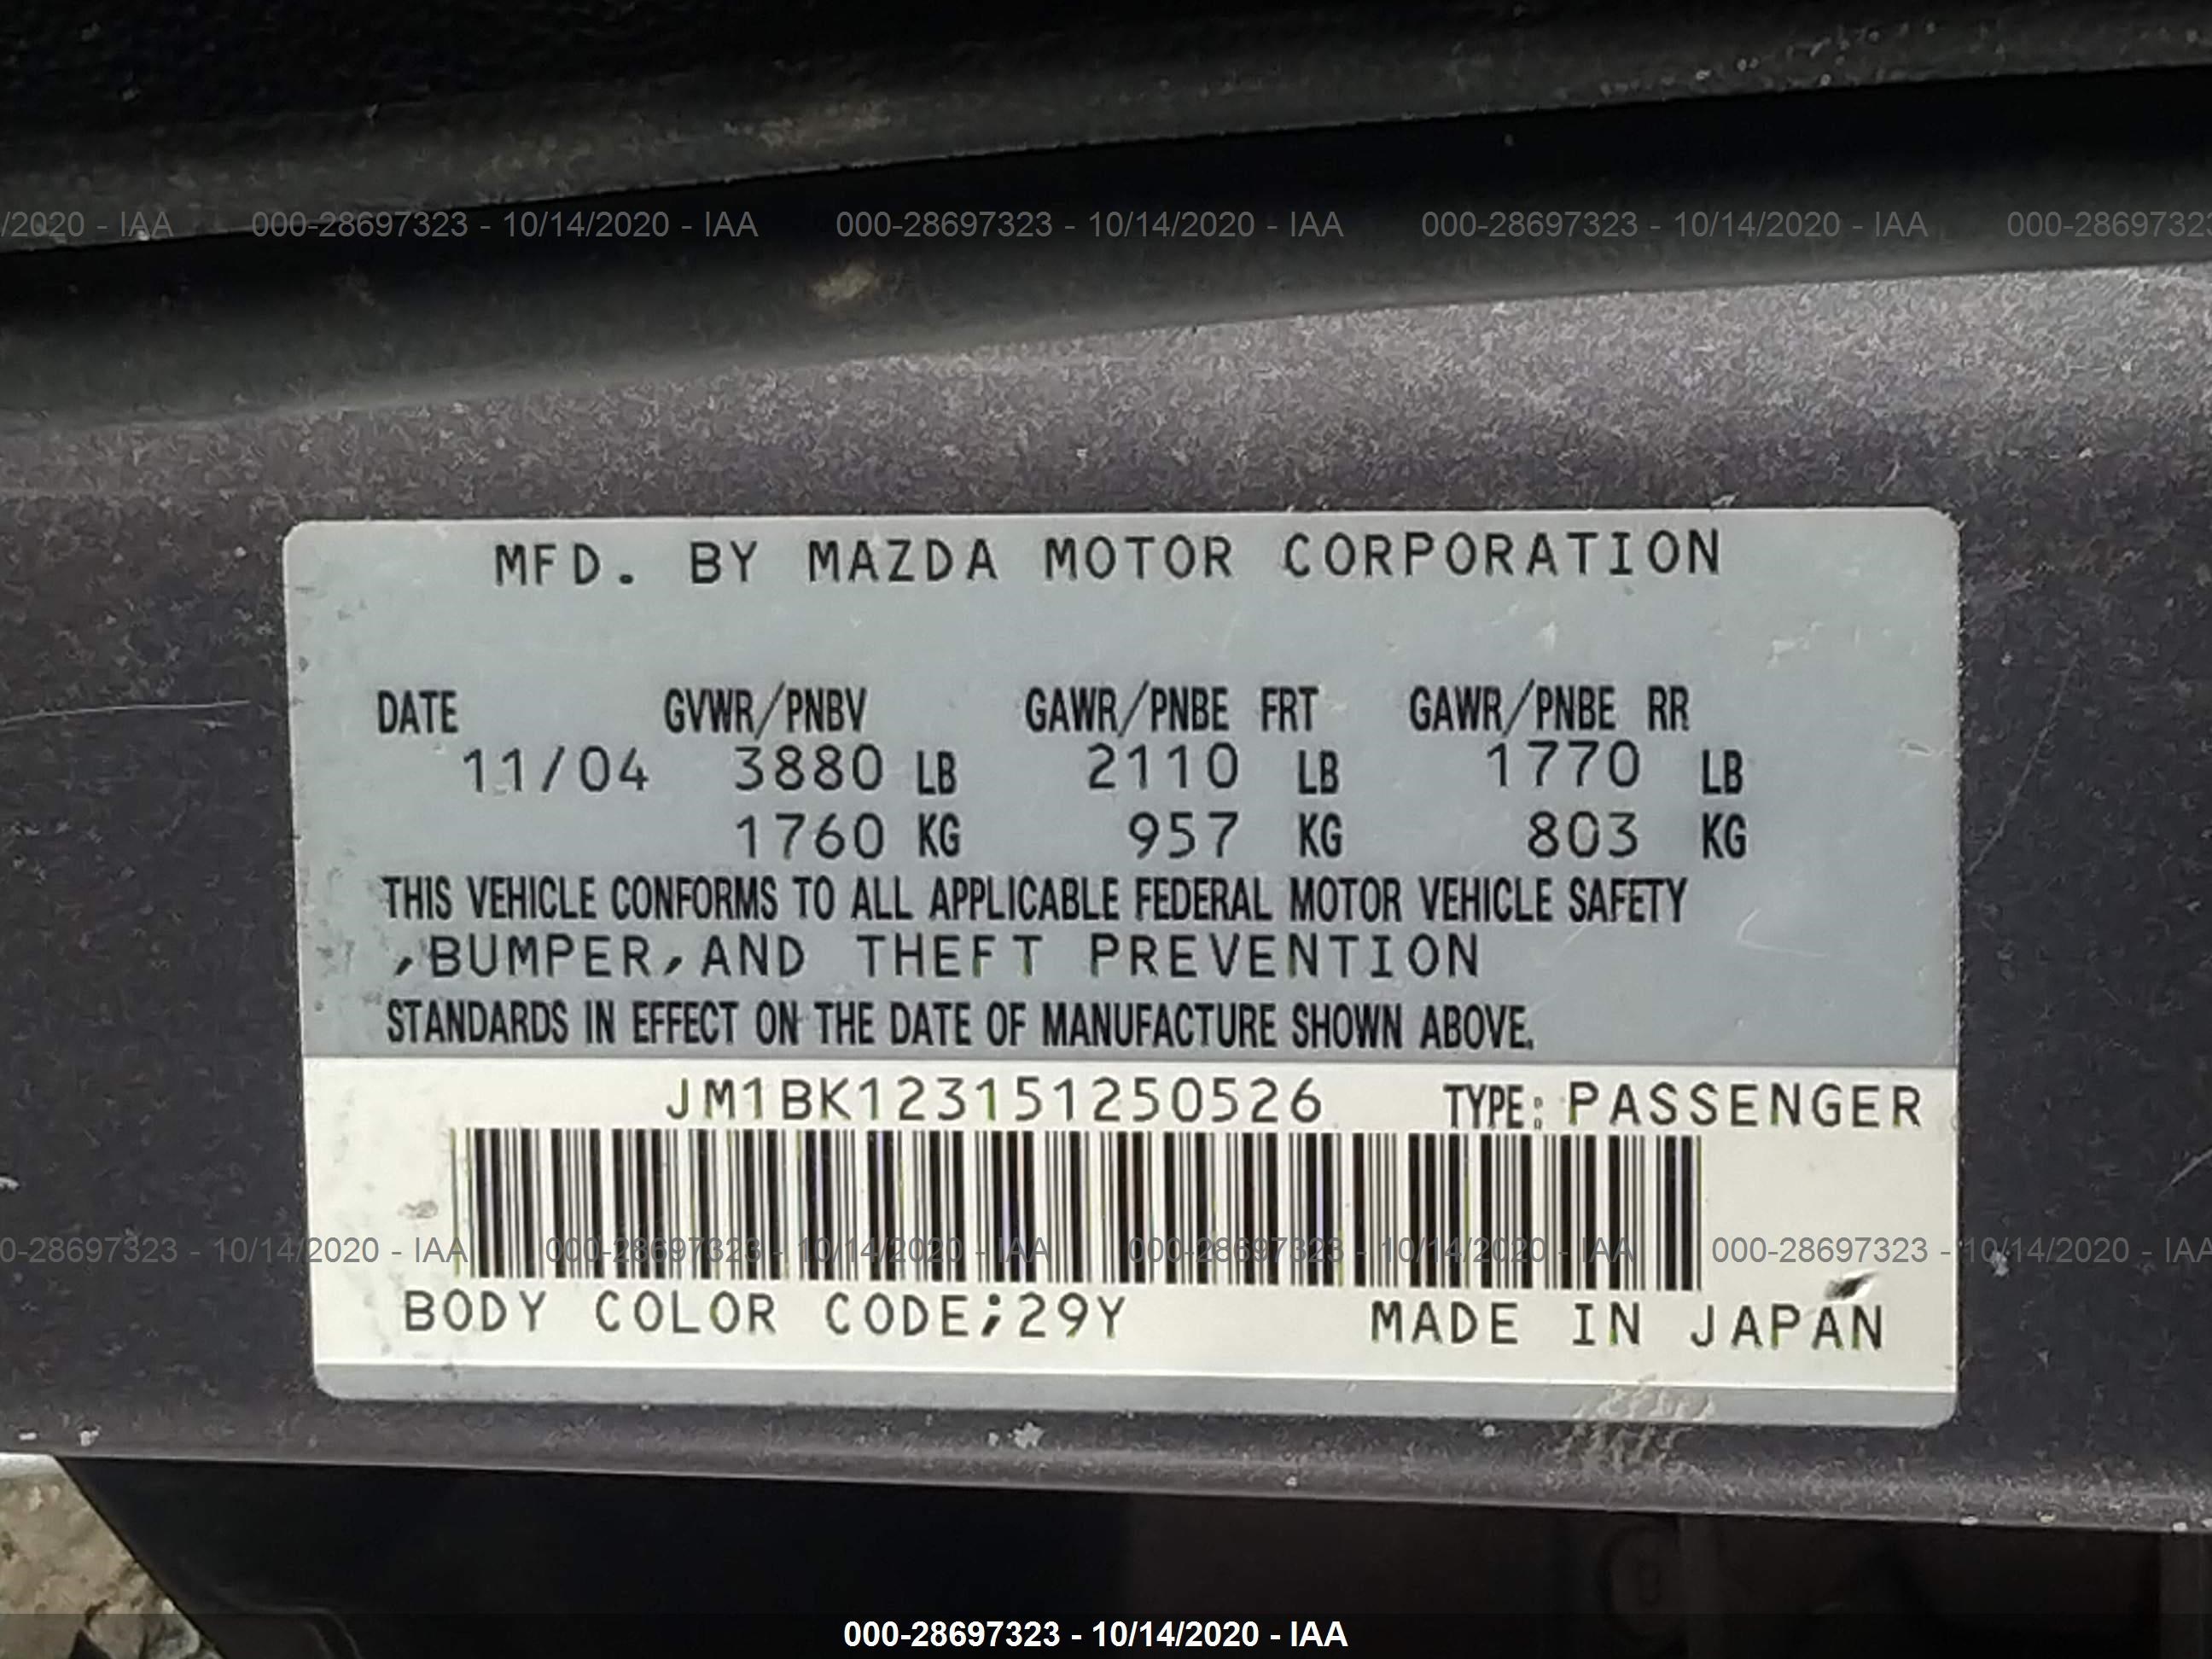 /2020 - IAA 000-28697323 - 10/14/2020 - IAA 000-28697323 - 10/14/2020 - IAA 000-28697323 - 10/14/2020 - IAA 000-2869732
MFD. BY MAZDA MOTOR CORPORATION
DATE GVWR/PNBV GAWR/PNBE FRT GAWR/PNBE RR
11/04 3880 LB 2110 LB 1770 LB
1760 KG 957 KG 803 KG
THIS VEHICLE CONFORMS TO ALL APPLICABLE FEDERAL MOTOR VEHICLE SAFETY
,BUMPER,AND THEFT PREVENTION
STANDARDS IN EFFECT ON THE DATE OF MANUFACTURE SHOWN ABOVE.
JM1BK123151250526 TYPE: PASSENGER
0-28697323 - 10/14/2020 - IAA 000-28697323 - 10/14/2020 - IAA 000-28697323 - 10/14/2020 - IAA 000-28697323 - 10/14/2020 - IAA
BODY COLOR CODE;29Y MADE IN JAPAN
000-28697323 - 10/14/2020 - IAA